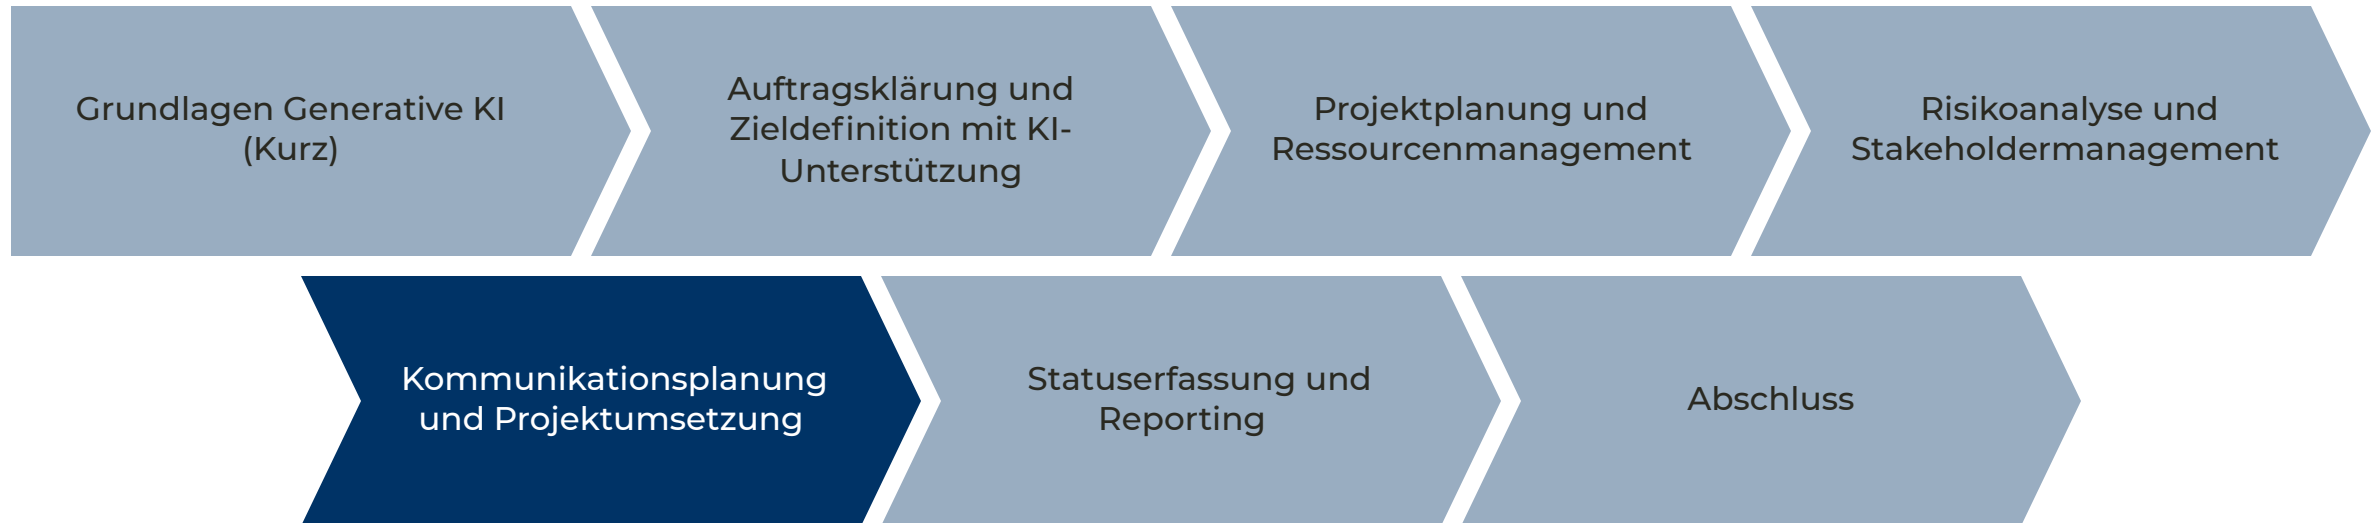 Grundlagen Generative KI
(Kurz)
Auftragsklärung und
Zieldefinition mit KI-
Unterstützung
Projektplanung und
Ressourcenmanagement
Risikoanalyse und
Stakeholdermanagement
Kommunikationsplanung
und Projektumsetzung
Statuserfassung und
Reporting
Abschluss